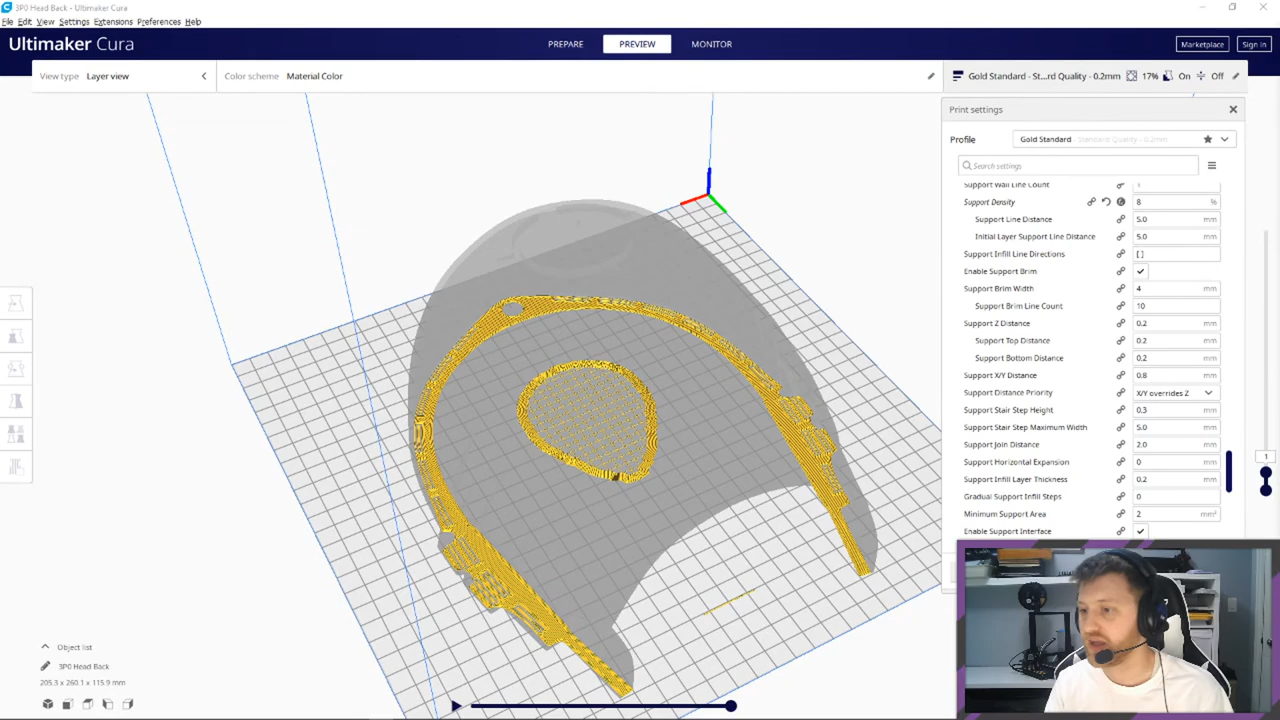 3P0 Head Back - Ultimaker Cura
File Edit View Settings Extensions Preferences Help
Ultimaker Cura
PREPARE PREVIEW MONITOR
Marketplace Sign in
View type Layer view Color scheme Material Color
Gold Standard - St...rd Quality - 0.2mm 17% On Off
Print settings
Profile Gold Standard - Standard Quality - 0.2mm
Search settings
Support Wall Line Count 1
Support Density 8 %
Support Line Distance 5.0 mm
Initial Layer Support Line Distance 5.0 mm
Support Infill Line Directions [ ]
Enable Support Brim
Support Brim Width 4 mm
Support Brim Line Count 10
Support Z Distance 0.2 mm
Support Top Distance 0.2 mm
Support Bottom Distance 0.2 mm
Support X/Y Distance 0.8 mm
Support Distance Priority X/Y overrides Z
Support Stair Step Height 0.3 mm
Support Stair Step Maximum Width 5.0 mm
Support Join Distance 2.0 mm
Support Horizontal Expansion 0 mm
Support Infill Layer Thickness 0.2 mm
Gradual Support Infill Steps 0
Minimum Support Area 2 mm²
Enable Support Interface
1
Object list
3P0 Head Back
205.3 x 260.1 x 115.9 mm